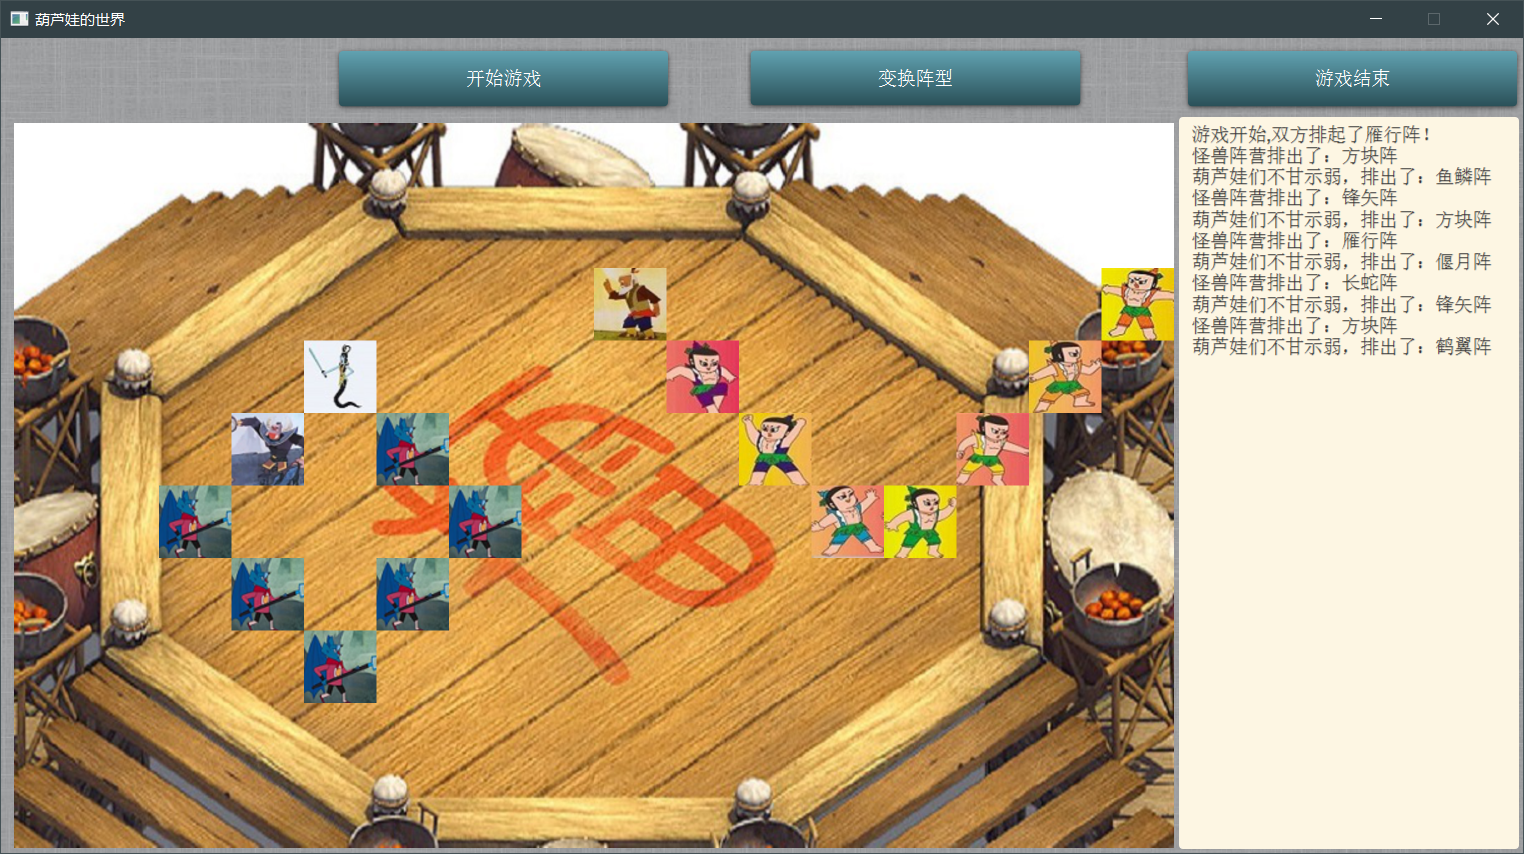 葫芦娃的世界
开始游戏
变换阵型
游戏结束
游戏开始,双方排起了雁行阵!
怪兽阵营排出了：方块阵
葫芦娃们不甘示弱，排出了：鱼鳞阵
怪兽阵营排出了：锋矢阵
葫芦娃们不甘示弱，排出了：方块阵
怪兽阵营排出了：雁行阵
葫芦娃们不甘示弱，排出了：偃月阵
怪兽阵营排出了：长蛇阵
葫芦娃们不甘示弱，排出了：锋矢阵
怪兽阵营排出了：方块阵
葫芦娃们不甘示弱，排出了：鹤翼阵